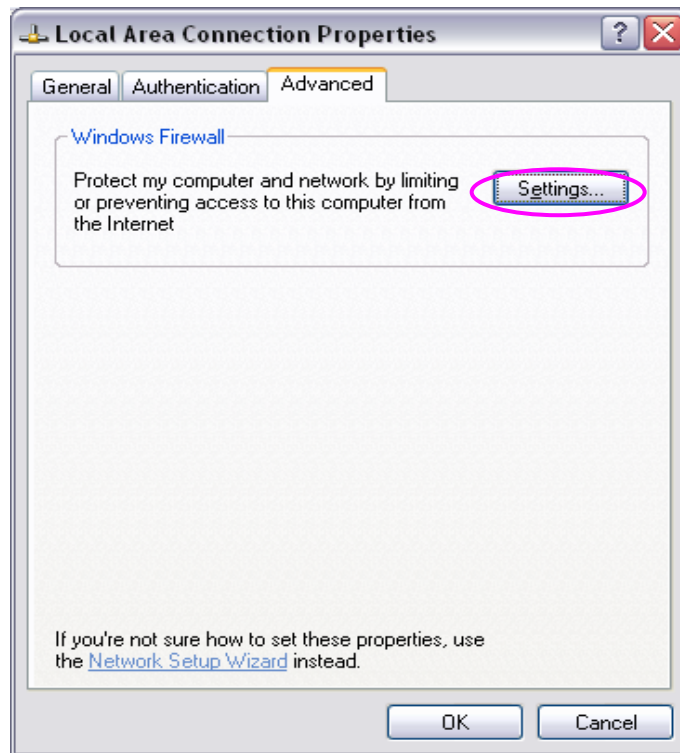 Local Area Connection Properties
General Authentication Advanced
Windows Firewall
Protect my computer and network by limiting
or preventing access to this computer from
the Internet
Settings...
If you're not sure how to set these properties, use
the Network Setup Wizard instead.
OK Cancel